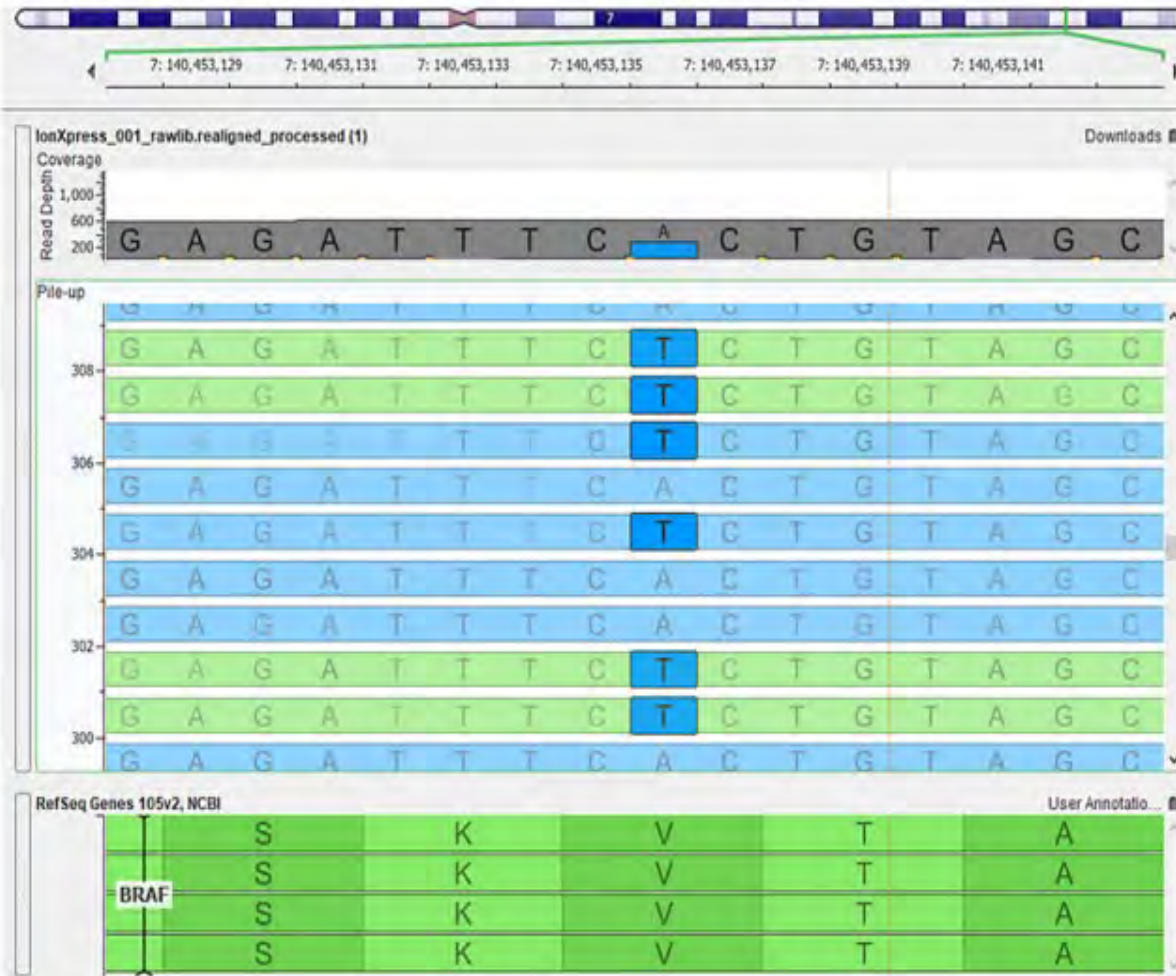 7
7: 140,453,129 7: 140,453,131 7: 140,453,133 7: 140,453,135 7: 140,453,137 7: 140,453,139 7: 140,453,141
IonXpress_001_rawlib.realigned_processed (1) Downloads
Coverage
Read Depth
1,000
600
200
G A G A T T T C A C T G T A G C
Pile-up
G A G A T T T C A C T G T A G C
G A G A T T T C T C T G T A G C
308
G A G A T T T C T C T G T A G C
T T C T C T G T A G C
306
G A G A T T T C A C T G T A G C
G A G A T T T C T C T G T A G C
304
G A G A T T T C A C T G T A G C
G A G A T T T C A C T G T A G C
302
G A G A T T T C T C T G T A G C
G A G A T T T C T C T G T A G C
300
G A G A T T T C A C T G T A G C
RefSeq Genes 105v2, NCBI User Annotatio...
S K V T A
S K V T A
BRAF
S K V T A
S K V T A